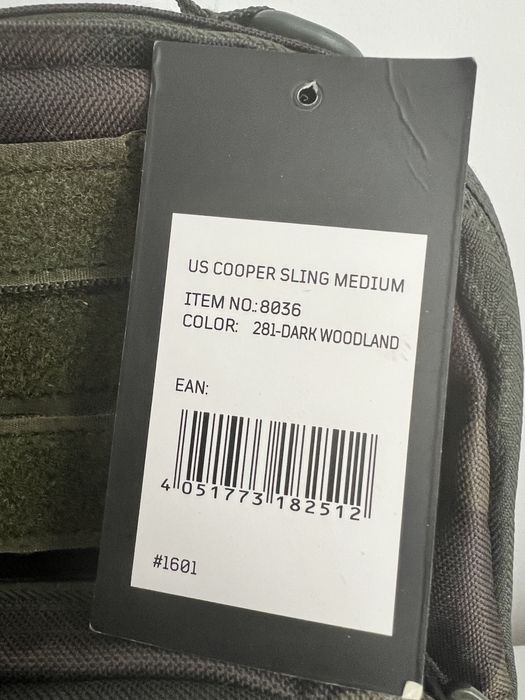 US COOPER SLING MEDIUM
ITEM NO.: 8036
COLOR: 281-DARK WOODLAND
EAN:
4 051773 182512
#1601